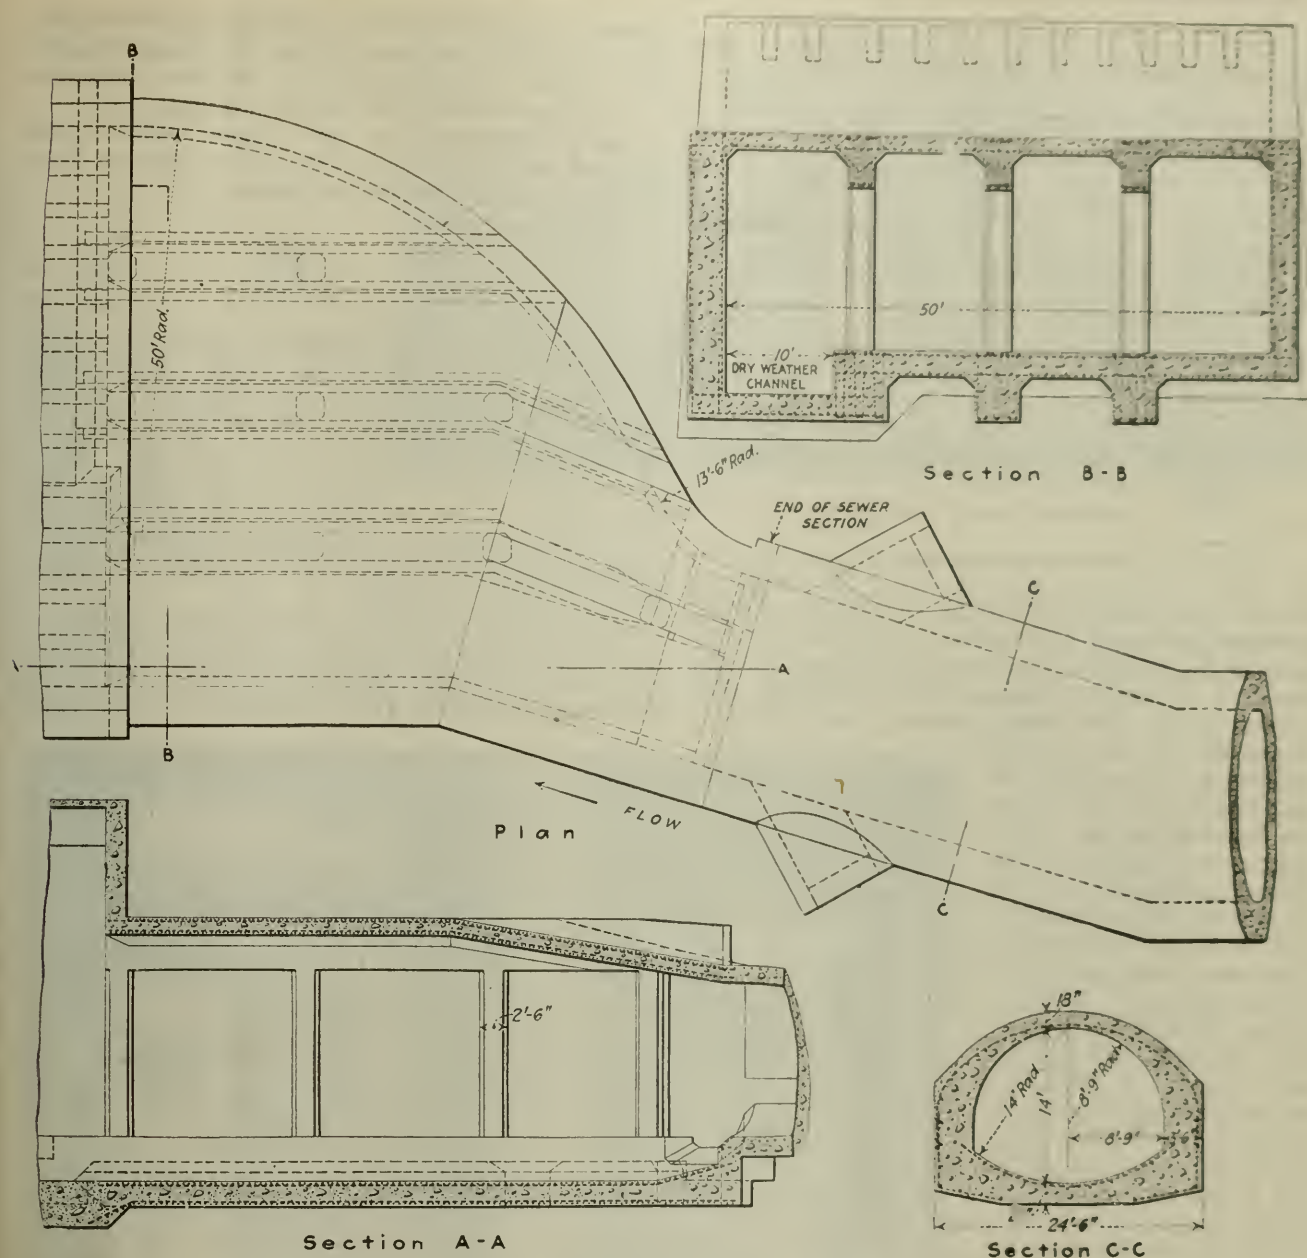 B
50' Rad.
50'
10'
DRY WEATHER
CHANNEL
Section B-B
13'-6" Rad.
END OF SEWER
SECTION
C
A
B
FLOW
Plan
C
2'-6"
Section A-A
18"
14' Rad.
14'
8'-9" Rad.
8'-9"
24'-6"
Section C-C